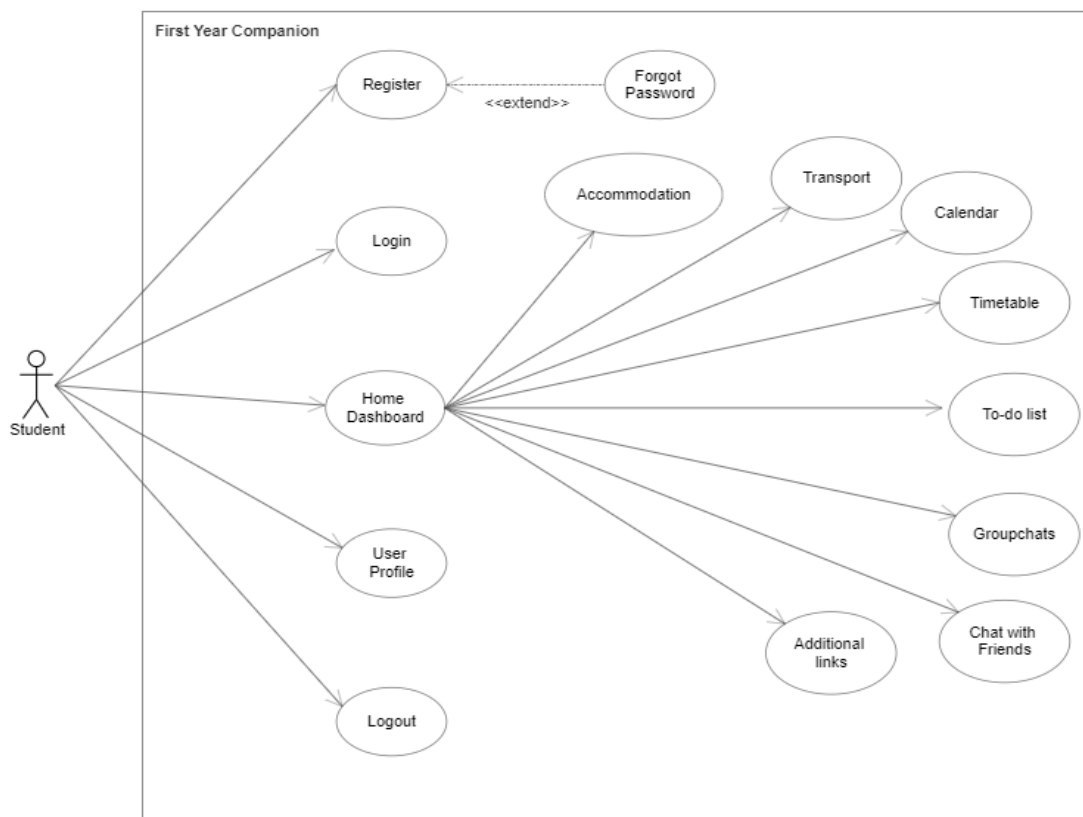 First Year Companion
Register
<<extend>>
Forgot
Password
Accommodation
Transport
Calendar
Login
Timetable
Student
Home
Dashboard
To-do list
Groupchats
User
Profile
Additional
links
Chat with
Friends
Logout